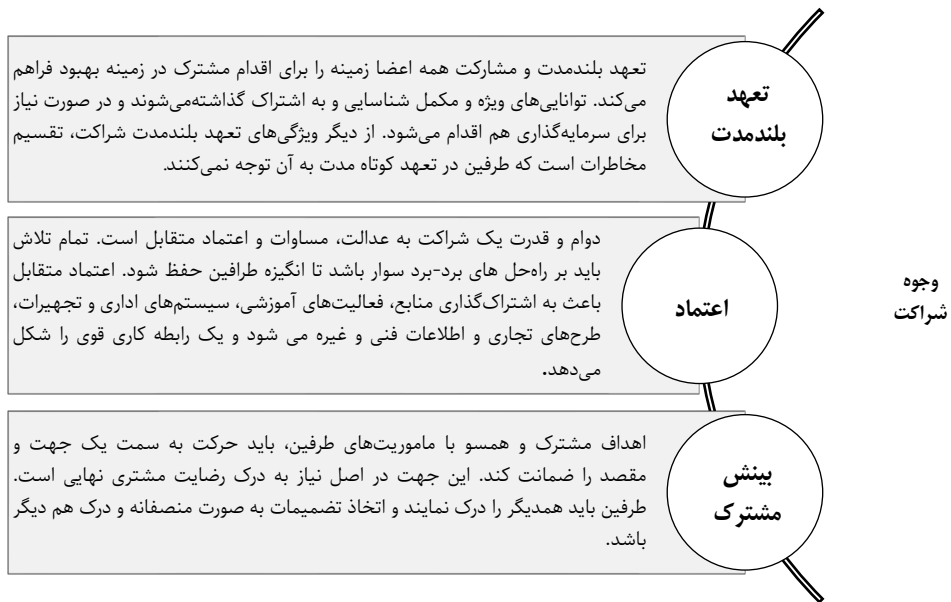 وجوه
شراکت
تعهد
بلندمدت
تعهد بلندمدت و مشارکت همه اعضا زمینه را برای اقدام مشترک در زمینه بهبود فراهم
می‌کند. توانایی‌های ویژه و مکمل شناسایی و به اشتراک گذاشته‌می‌شوند و در صورت نیاز
برای سرمایه‌گذاری هم اقدام می‌شود. از دیگر ویژگی‌های تعهد بلندمدت شراکت، تقسیم
مخاطرات است که طرفین در تعهد کوتاه مدت به آن توجه نمی‌کنند.
اعتماد
دوام و قدرت یک شراکت به عدالت، مساوات و اعتماد متقابل است. تمام تلاش
باید بر راه‌حل های برد-برد سوار باشد تا انگیزه طرافین حفظ شود. اعتماد متقابل
باعث به اشتراک‌گذاری منابع، فعالیت‌های آموزشی، سیستم‌های اداری و تجهیرات،
طرح‌های تجاری و اطلاعات فنی و غیره می شود و یک رابطه کاری قوی را شکل
می‌دهد.
بینش
مشترک
اهداف مشترک و همسو با ماموریت‌های طرفین، باید حرکت به سمت یک جهت و
مقصد را ضمانت کند. این جهت در اصل نیاز به درک رضایت مشتری نهایی است.
طرفین باید همدیگر را درک نمایند و اتخاذ تضمیمات به صورت منصفانه و درک هم دیگر
باشد.